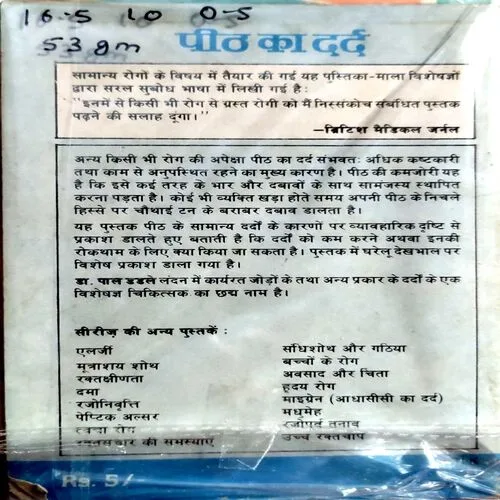 16.5 10 0.5
53 gm
पीठ का दर्द
सामान्य रोगों के विषय में तैयार की गई यह पुस्तिका-माला विशेषज्ञों
द्वारा सरल सुबोध भाषा में लिखी गई है :
"इनमें से किसी भी रोग से ग्रस्त रोगी को मैं निस्संकोच संबंधित पुस्तक
पढ़ने की सलाह दूंगा।"
—ब्रिटिश मैडिकल जर्नल
अन्य किसी भी रोग की अपेक्षा पीठ का दर्द संभवतः अधिक कष्टकारी
तथा काम से अनुपस्थित रहने का मुख्य कारण है। पीठ की कमजोरी यह
है कि इसे कई तरह के भार और दबावों के साथ सामंजस्य स्थापित
करना पड़ता है। कोई भी व्यक्ति खड़ा होते समय अपनी पीठ के निचले
हिस्से पर चौथाई टन के बराबर दबाव डालता है।
यह पुस्तक पीठ के सामान्य दर्दों के कारणों पर व्यावहारिक दृष्टि से
प्रकाश डालते हुए बताती है कि दर्दों को कम करने अथवा इनकी
रोकथाम के लिए क्या किया जा सकता है। पुस्तक में घरेलू देखभाल पर
विशेष प्रकाश डाला गया है।
डा. पाल डडले लंदन में कार्यरत जोड़ों के तथा अन्य प्रकार के दर्दों के एक
विशेषज्ञ चिकित्सक का छद्म नाम है।
सीरीज़ की अन्य पुस्तकें :
एलर्जी
मूत्राशय शोथ
रक्तक्षीणता
दमा
रजोनिवृत्ति
पेप्टिक अल्सर
त्वचा रोग
रक्तसंचार की समस्याएं
संधिशोथ और गठिया
बच्चों के रोग
अवसाद और चिंता
हृदय रोग
माइग्रेन (आधासीसी का दर्द)
मधुमेह
रजोपूर्व तनाव
उच्च रक्तचाप
Rs. 5/